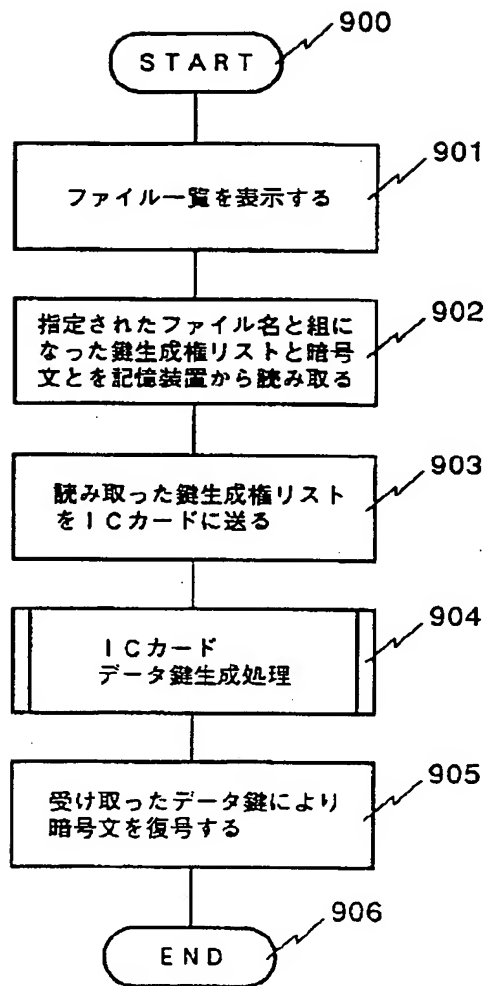 900
START
901
ファイル一覧を表示する
902
指定されたファイル名と組に
なった鍵生成権リストと暗号
文とを記憶装置から読み取る
903
読み取った鍵生成権リスト
をICカードに送る
904
ICカード
データ鍵生成処理
905
受け取ったデータ鍵により
暗号文を復号する
906
END